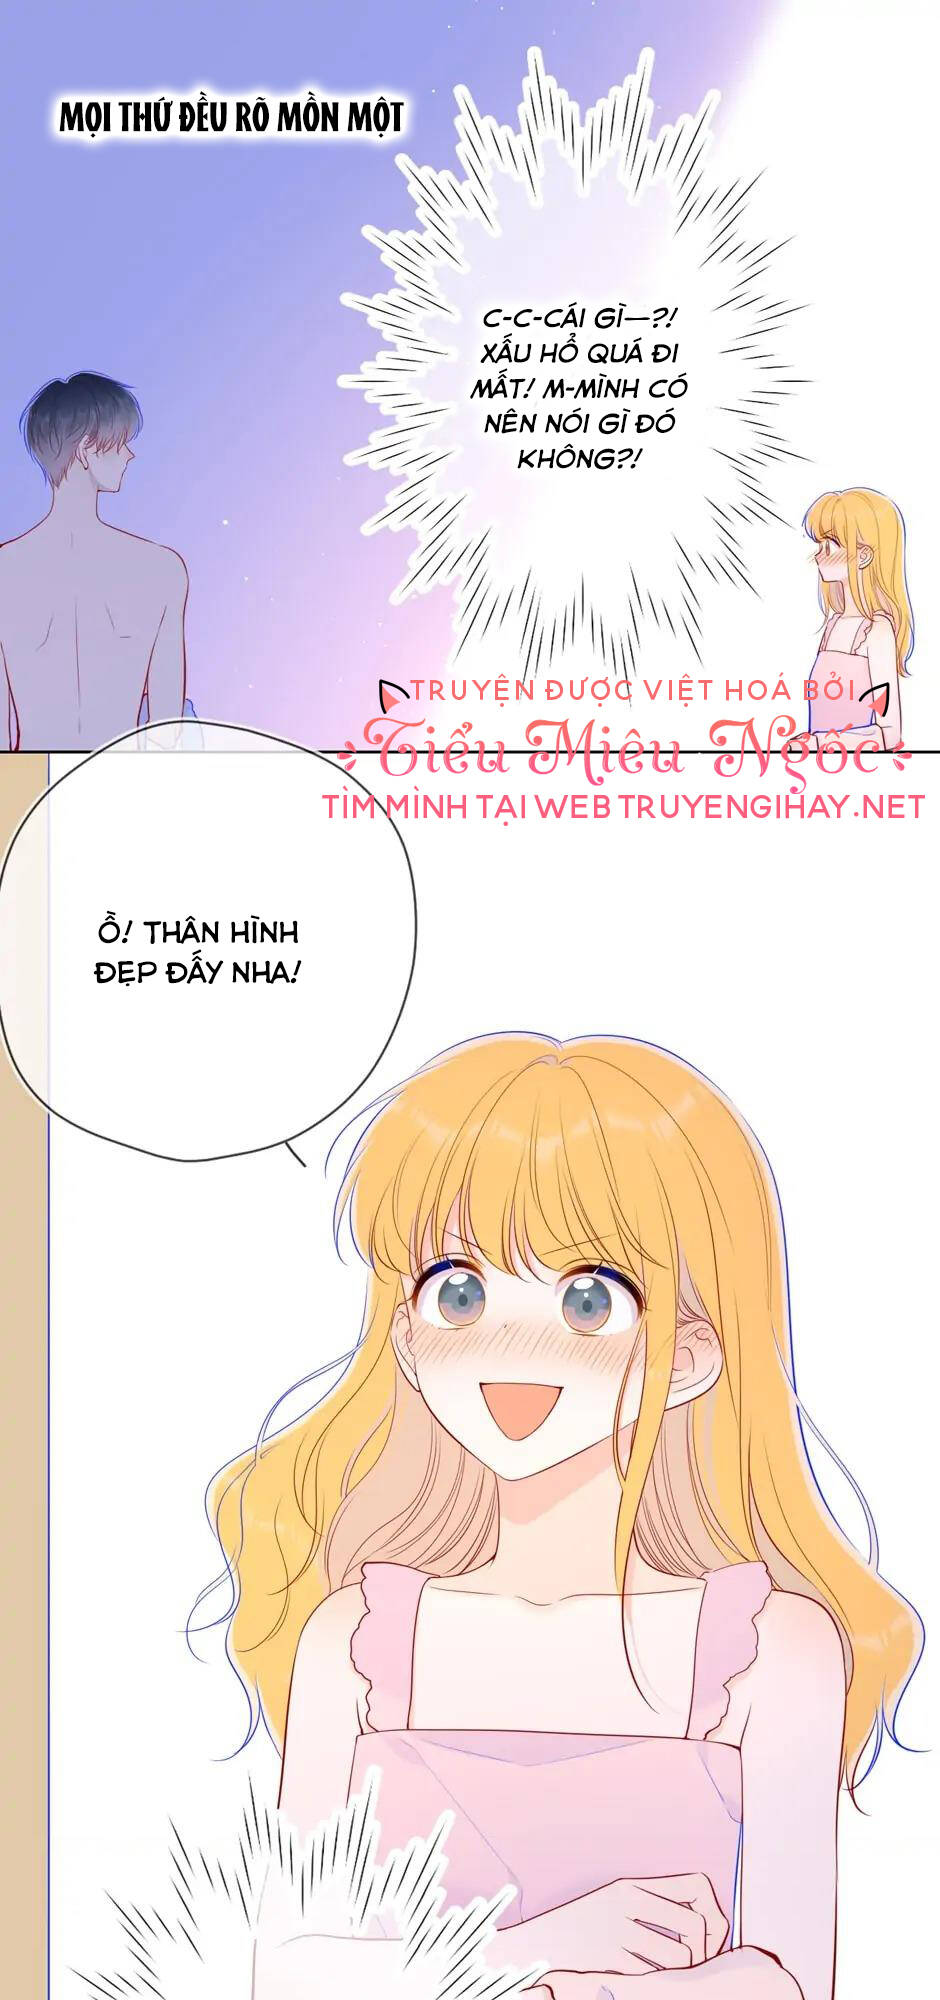 MỌI THỨ ĐỀU RÕ MỒN MỘT
C-C-CÁI GÌ—?!
XẤU HỔ QUÁ ĐI
MẤT! M-MÌNH CÓ
NÊN NÓI GÌ ĐÓ
KHÔNG?!
TRUYỆN ĐƯỢC VIỆT HOÁ BỞI
Tiểu Miêu Ngốc
TÌM MÌNH TẠI WEB TRUYENGIHAY.NET
Ồ! THÂN HÌNH
ĐẸP ĐẤY NHA!